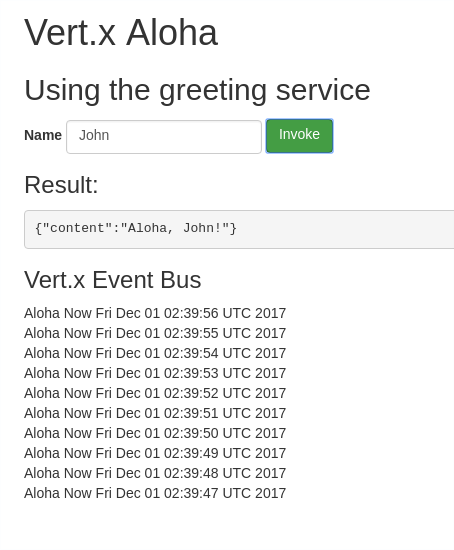 Vert.x Aloha
Using the greeting service
Name John Invoke
Result:
{"content":"Aloha, John!"}
Vert.x Event Bus
Aloha Now Fri Dec 01 02:39:56 UTC 2017
Aloha Now Fri Dec 01 02:39:55 UTC 2017
Aloha Now Fri Dec 01 02:39:54 UTC 2017
Aloha Now Fri Dec 01 02:39:53 UTC 2017
Aloha Now Fri Dec 01 02:39:52 UTC 2017
Aloha Now Fri Dec 01 02:39:51 UTC 2017
Aloha Now Fri Dec 01 02:39:50 UTC 2017
Aloha Now Fri Dec 01 02:39:49 UTC 2017
Aloha Now Fri Dec 01 02:39:48 UTC 2017
Aloha Now Fri Dec 01 02:39:47 UTC 2017